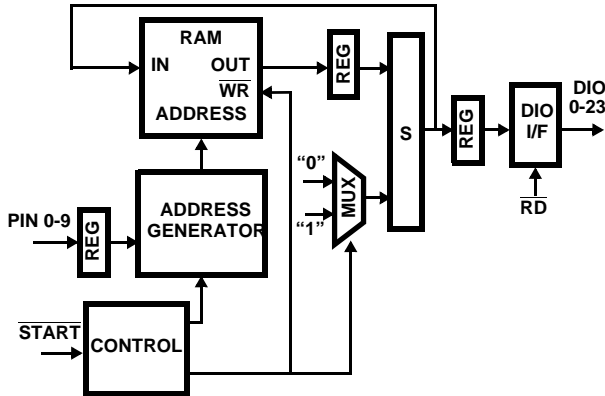 RAM
IN OUT
WR
ADDRESS
REG
S
REG
DIO
I/F
DIO
0-23
RD
"0"
"1"
MUX
PIN 0-9
REG
ADDRESS
GENERATOR
START
CONTROL